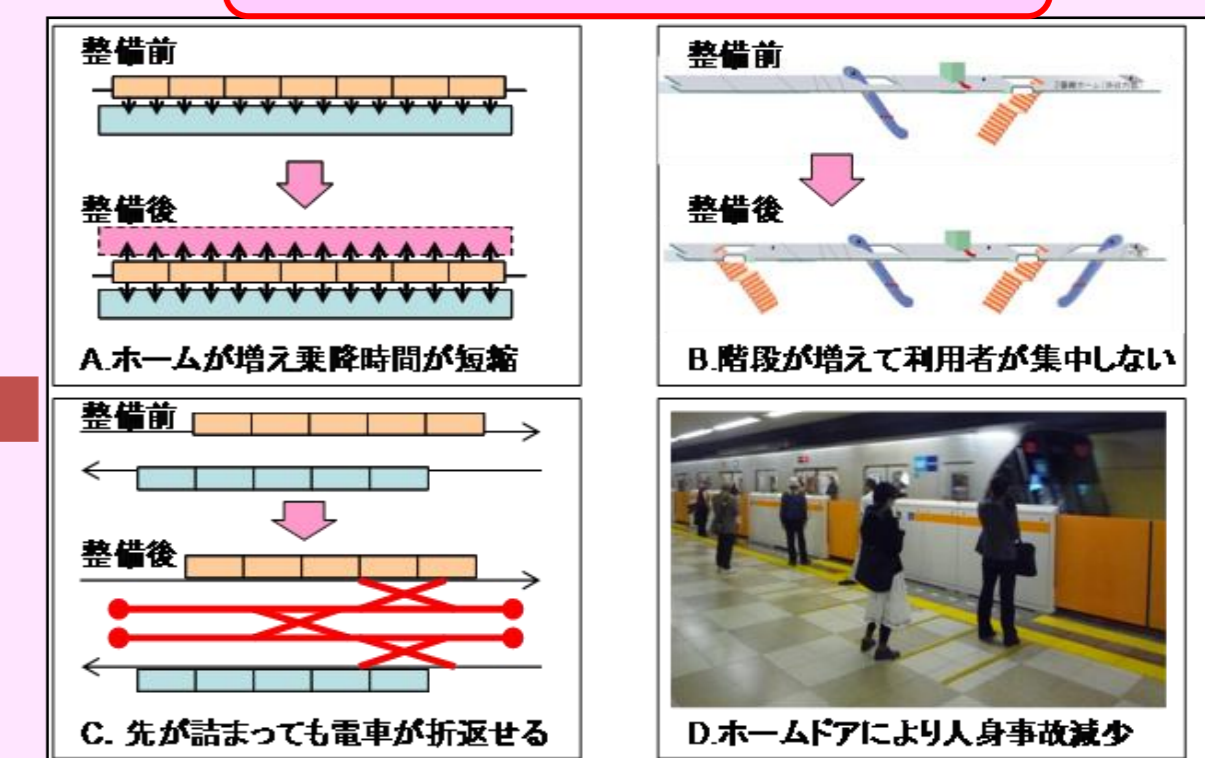 整備前
整備後
A.ホームが増え乗降時間が短縮
整備前
整備後
B.階段が増えて利用者が集中しない
整備前
整備後
C. 先が詰まっても電車が折返せる
D.ホームドアにより人身事故減少